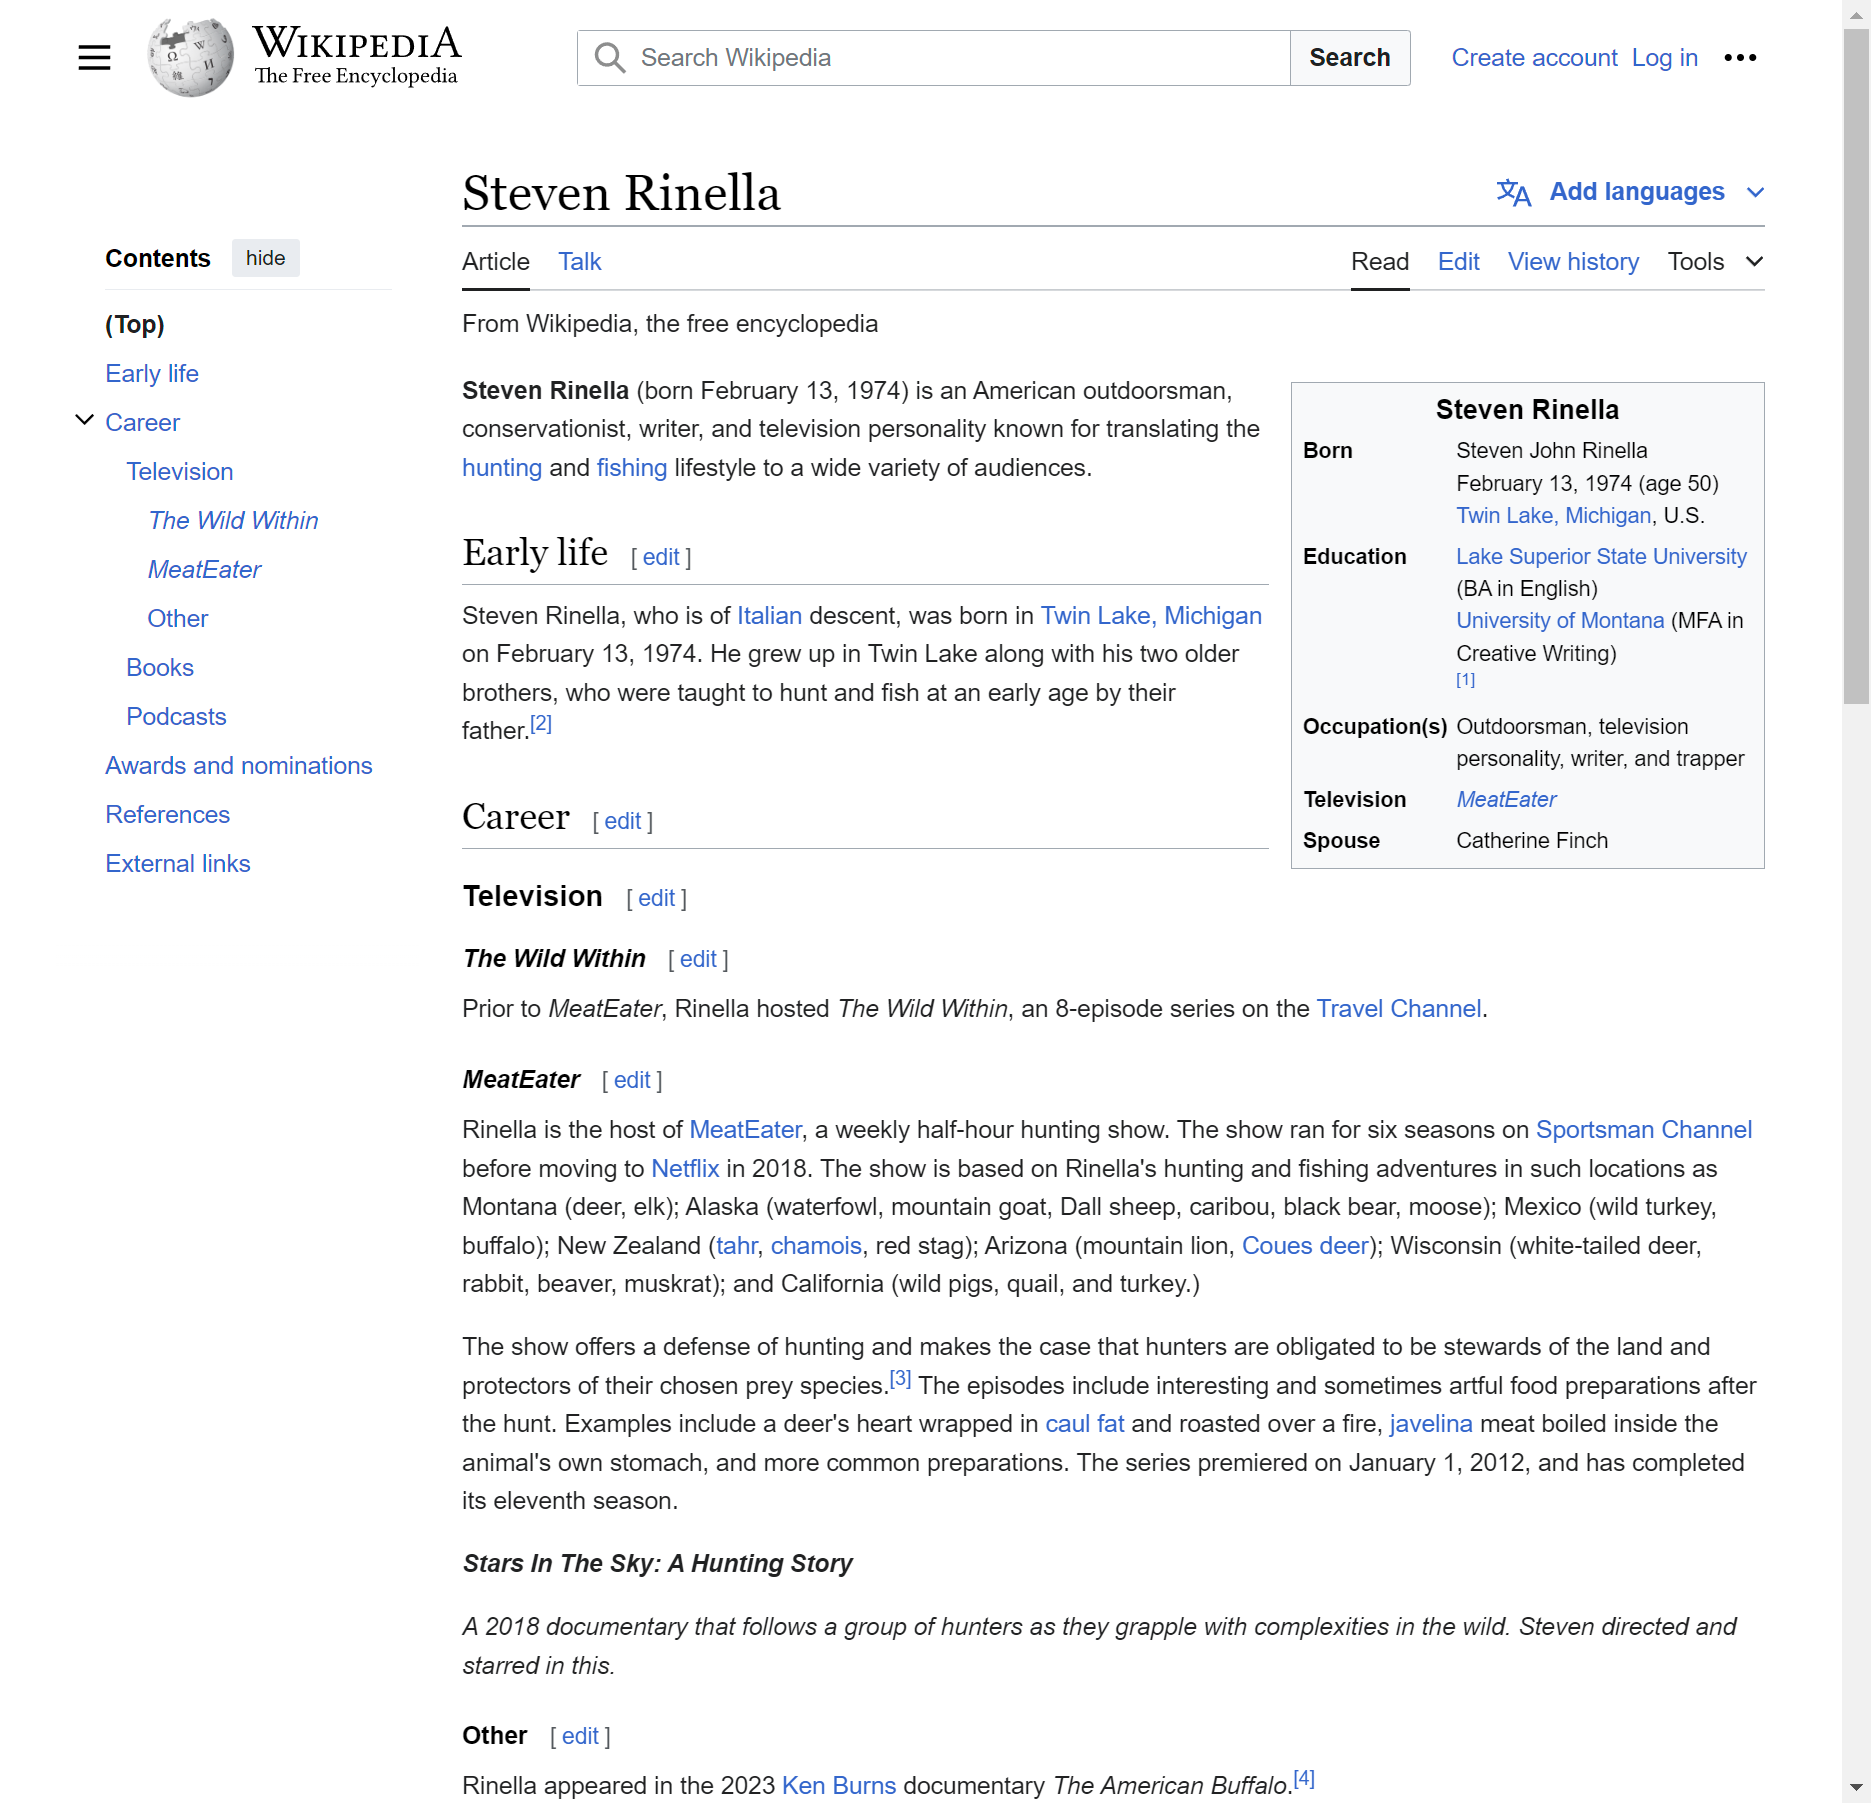 WIKIPEDIA
The Free Encyclopedia
Search Wikipedia
Search
Create account
Log in
Steven Rinella
Add languages
Contents
hide
(Top)
Early life
Career
Television
The Wild Within
MeatEater
Other
Books
Podcasts
Awards and nominations
References
External links
Article
Talk
Read
Edit
View history
Tools
From Wikipedia, the free encyclopedia
Steven Rinella (born February 13, 1974) is an American outdoorsman,
conservationist, writer, and television personality known for translating the
hunting and fishing lifestyle to a wide variety of audiences.
Steven Rinella
Born
Steven John Rinella
February 13, 1974 (age 50)
Twin Lake, Michigan, U.S.
Education
Lake Superior State University
(BA in English)
University of Montana (MFA in
Creative Writing)
[1]
Occupation(s)
Outdoorsman, television
personality, writer, and trapper
Television
MeatEater
Spouse
Catherine Finch
Early life [ edit ]
Steven Rinella, who is of Italian descent, was born in Twin Lake, Michigan
on February 13, 1974. He grew up in Twin Lake along with his two older
brothers, who were taught to hunt and fish at an early age by their
father.[2]
Career [ edit ]
Television [ edit ]
The Wild Within [ edit ]
Prior to MeatEater, Rinella hosted The Wild Within, an 8-episode series on the Travel Channel.
MeatEater [ edit ]
Rinella is the host of MeatEater, a weekly half-hour hunting show. The show ran for six seasons on Sportsman Channel
before moving to Netflix in 2018. The show is based on Rinella's hunting and fishing adventures in such locations as
Montana (deer, elk); Alaska (waterfowl, mountain goat, Dall sheep, caribou, black bear, moose); Mexico (wild turkey,
buffalo); New Zealand (tahr, chamois, red stag); Arizona (mountain lion, Coues deer); Wisconsin (white-tailed deer,
rabbit, beaver, muskrat); and California (wild pigs, quail, and turkey.)
The show offers a defense of hunting and makes the case that hunters are obligated to be stewards of the land and
protectors of their chosen prey species.[3] The episodes include interesting and sometimes artful food preparations after
the hunt. Examples include a deer's heart wrapped in caul fat and roasted over a fire, javelina meat boiled inside the
animal's own stomach, and more common preparations. The series premiered on January 1, 2012, and has completed
its eleventh season.
Stars In The Sky: A Hunting Story
A 2018 documentary that follows a group of hunters as they grapple with complexities in the wild. Steven directed and
starred in this.
Other [ edit ]
Rinella appeared in the 2023 Ken Burns documentary The American Buffalo.[4]